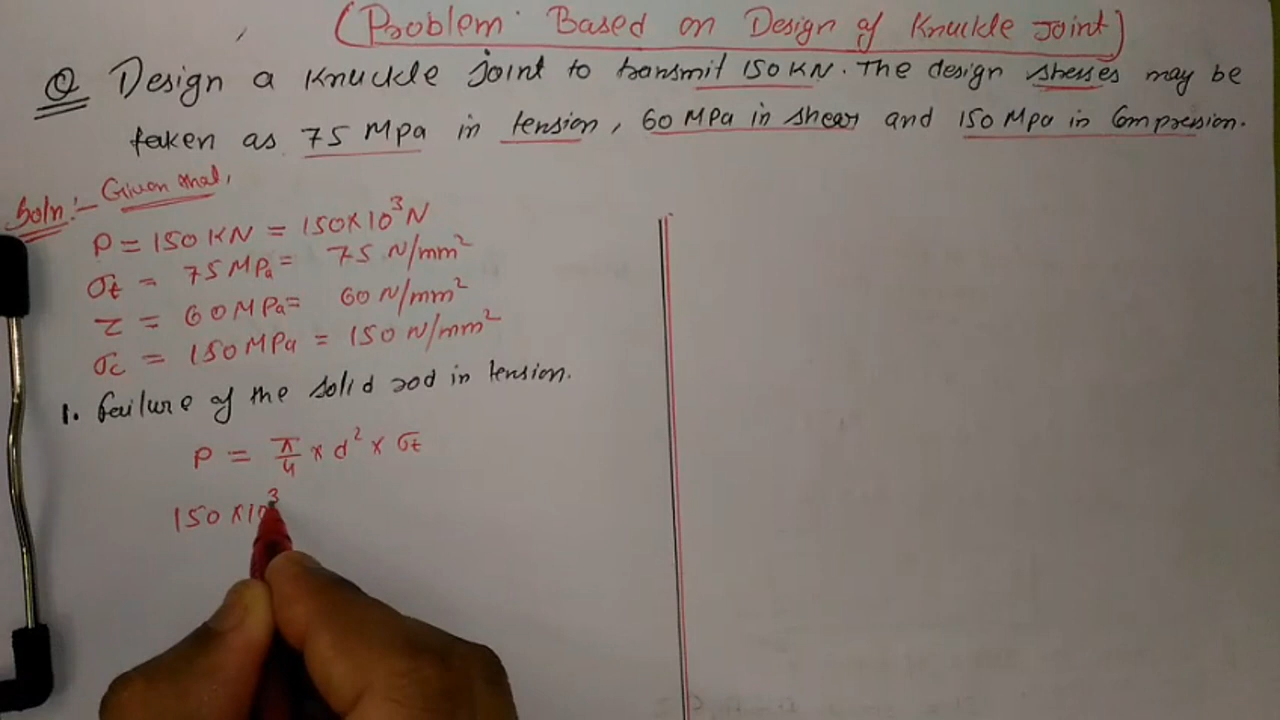 (Problem Based on Design of Knuckle Joint)
Q Design a Knuckle Joint to transmit 150 KN. The design stresses may be
taken as 75 MPa in tension, 60 MPa in shear and 150 MPa in Compression.
Soln:- Given that,
P = 150 KN = 150×10³ N
σt = 75 MPa = 75 N/mm²
τ = 60 MPa = 60 N/mm²
σc = 150 MPa = 150 N/mm²
1. failure of the solid rod in tension.
P = π/4 × d² × σt
150 × 10³